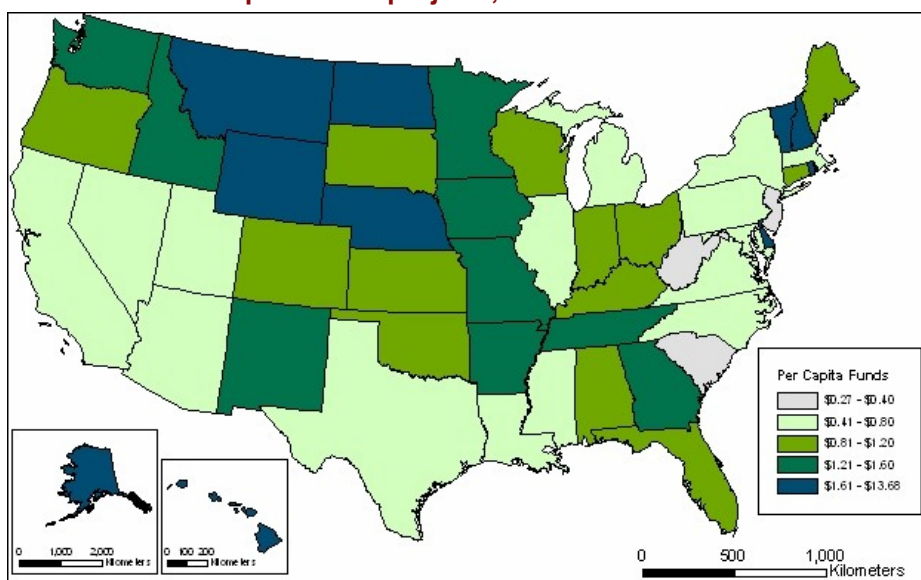 Per Capita Funds
$0.27 - $0.40
$0.41 - $0.80
$0.81 - $1.20
$1.21 - $1.60
$1.61 - $13.68
0 1,000 2,000
Kilometers
0 100 200
Kilometers
0 500 1,000
Kilometers